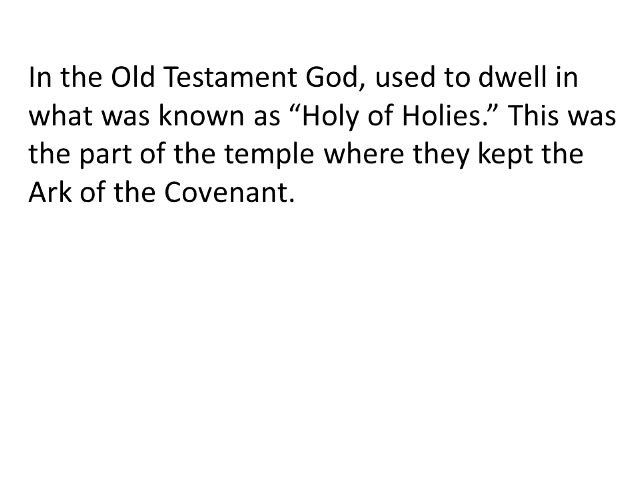 In the Old Testament God, used to dwell in
what was known as “Holy of Holies.” This was
the part of the temple where they kept the
Ark of the Covenant.